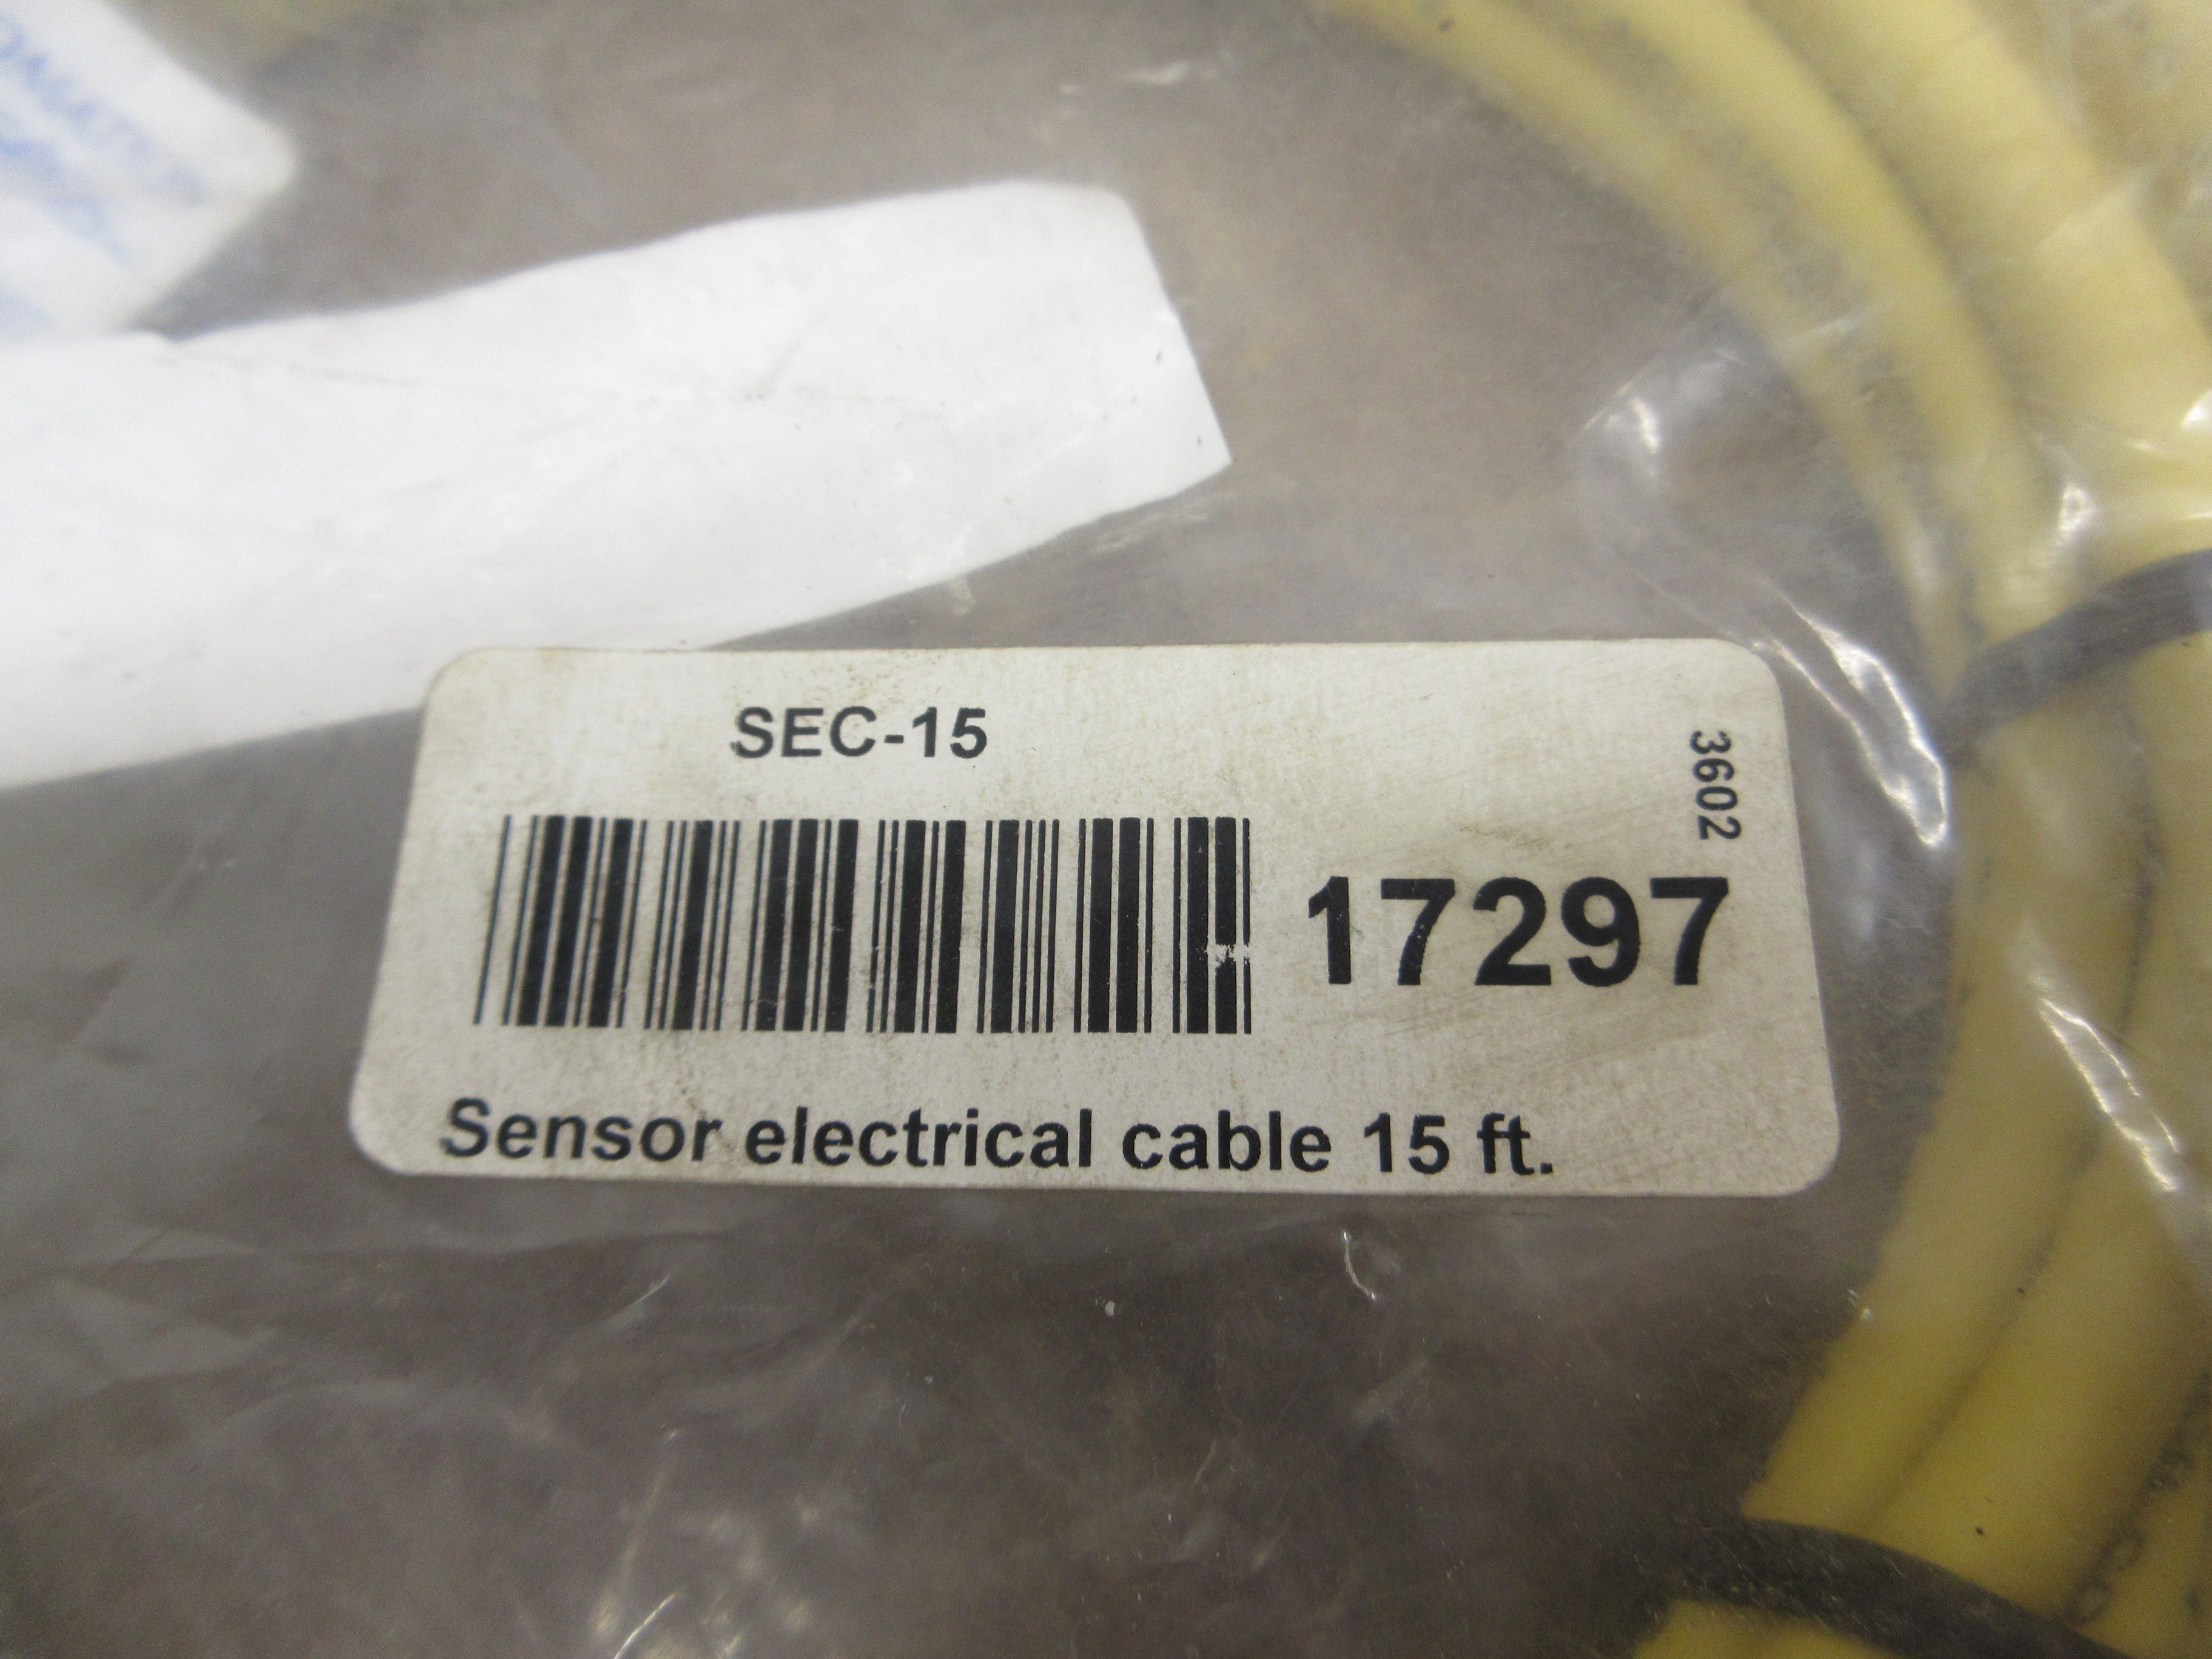 SEC-15
3602
17297
Sensor electrical cable 15 ft.